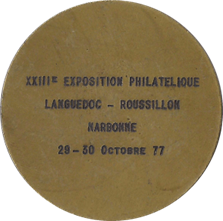 XXIIIE EXPOSITION PHILATELIQUE
LANGUEDOC - ROUSSILLON
NARBONNE
29-30 OCTOBRE 77